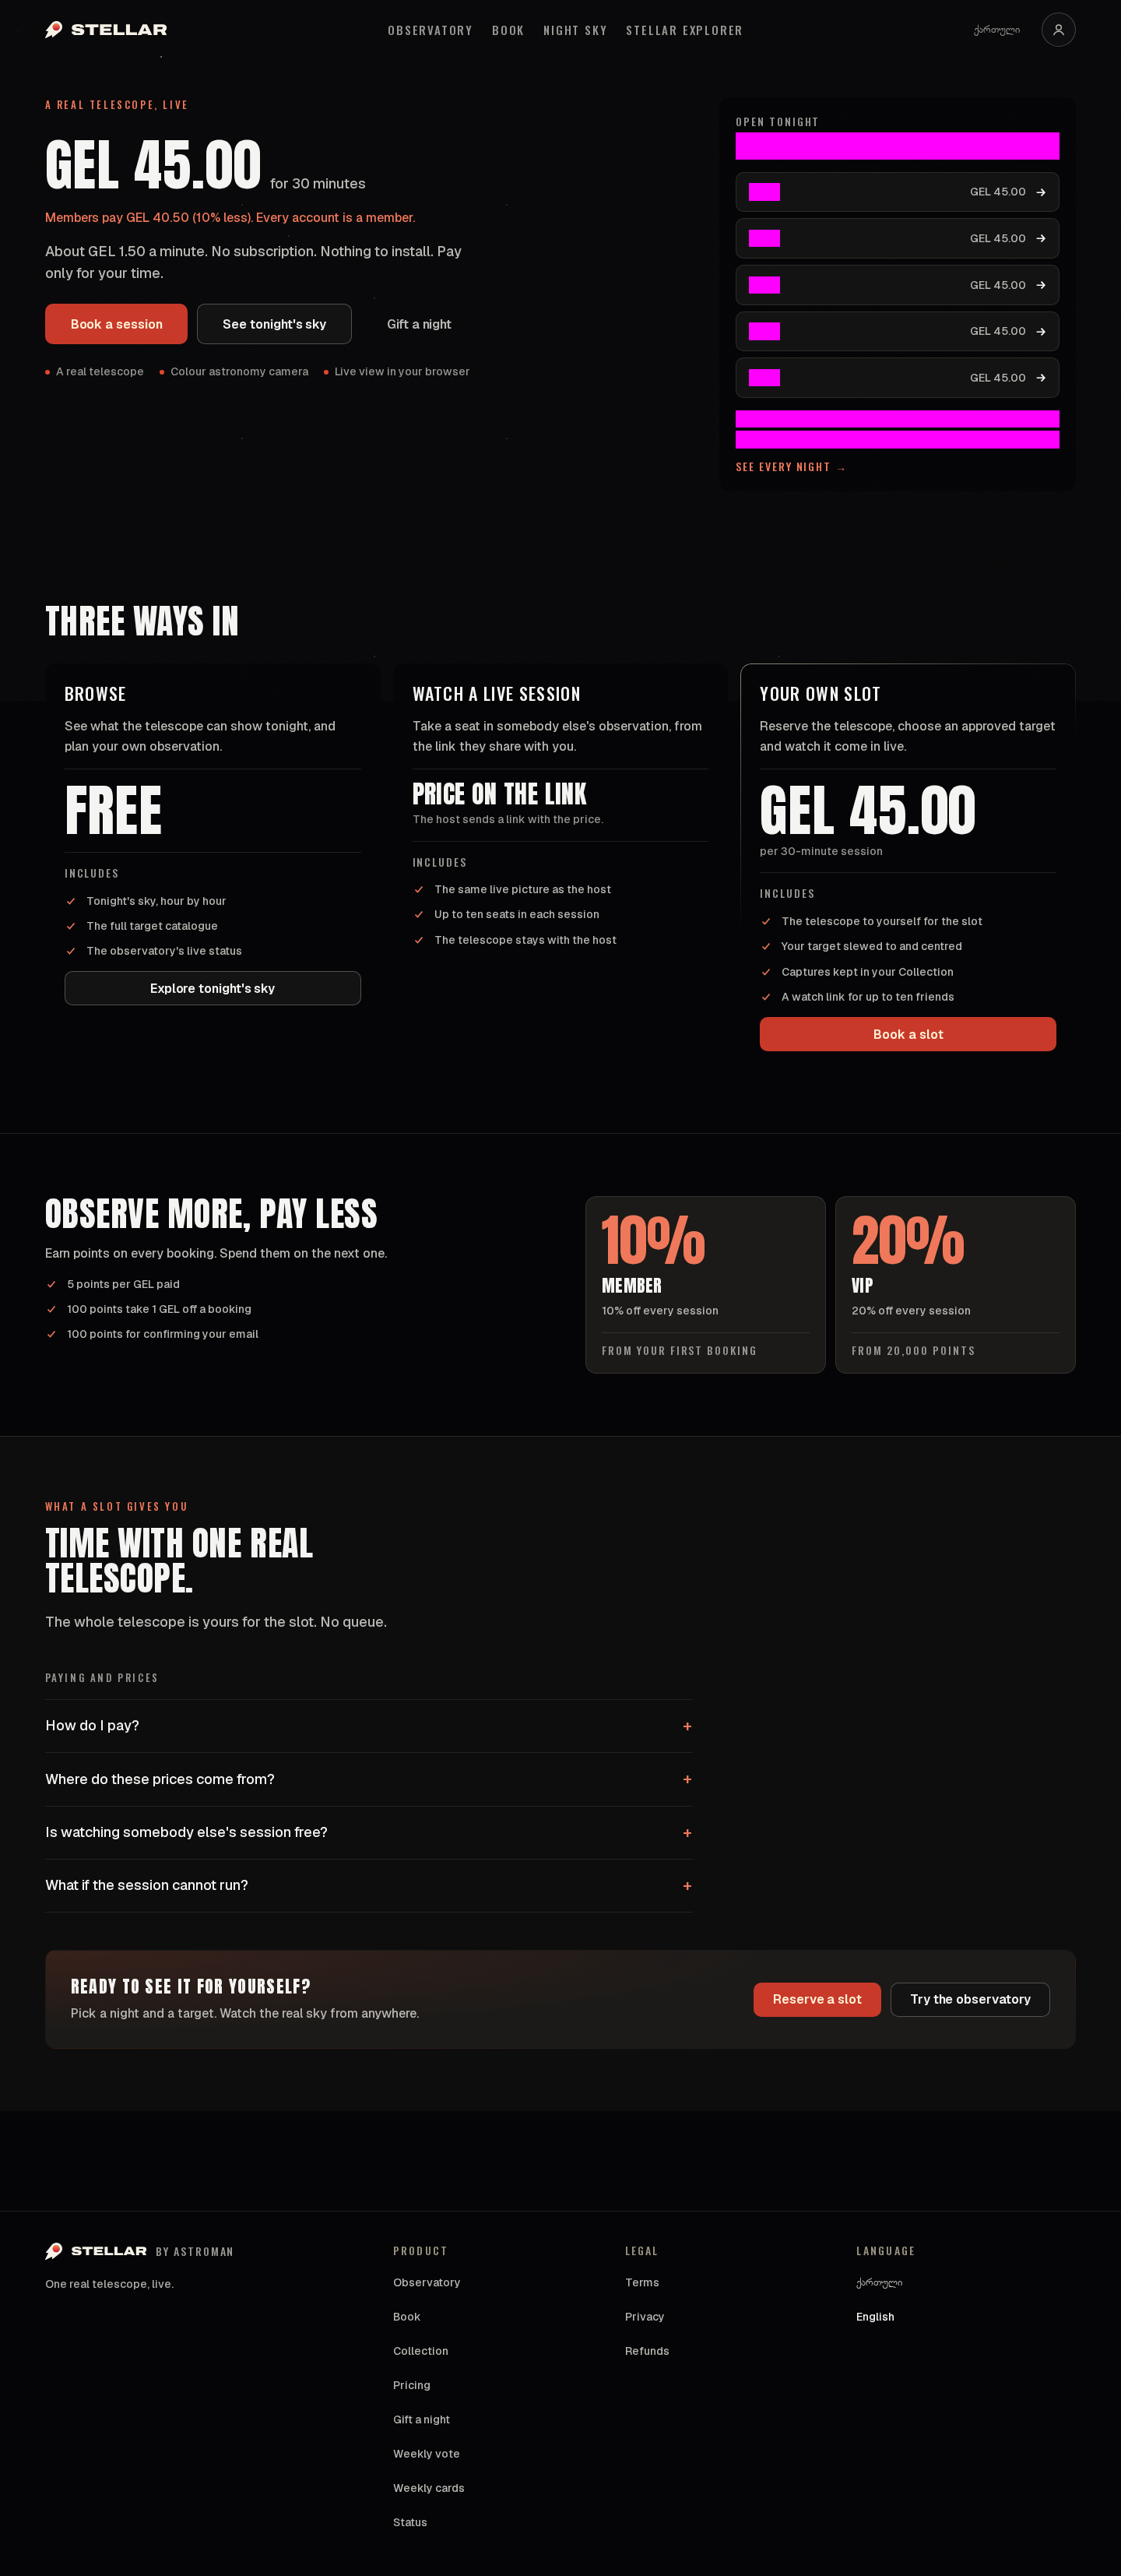 STELLAR
OBSERVATORY BOOK NIGHT SKY STELLAR EXPLORER
ქართული
A REAL TELESCOPE, LIVE
GEL 45.00 for 30 minutes
Members pay GEL 40.50 (10% less). Every account is a member.
About GEL 1.50 a minute. No subscription. Nothing to install. Pay
only for your time.
Book a session
See tonight's sky
Gift a night
A real telescope
Colour astronomy camera
Live view in your browser
OPEN TONIGHT
GEL 45.00 →
GEL 45.00 →
GEL 45.00 →
GEL 45.00 →
GEL 45.00 →
SEE EVERY NIGHT →
THREE WAYS IN
BROWSE
See what the telescope can show tonight, and
plan your own observation.
FREE
INCLUDES
Tonight's sky, hour by hour
The full target catalogue
The observatory's live status
Explore tonight's sky
WATCH A LIVE SESSION
Take a seat in somebody else's observation, from
the link they share with you.
PRICE ON THE LINK
The host sends a link with the price.
INCLUDES
The same live picture as the host
Up to ten seats in each session
The telescope stays with the host
YOUR OWN SLOT
Reserve the telescope, choose an approved target
and watch it come in live.
GEL 45.00
per 30-minute session
INCLUDES
The telescope to yourself for the slot
Your target slewed to and centred
Captures kept in your Collection
A watch link for up to ten friends
Book a slot
OBSERVE MORE, PAY LESS
Earn points on every booking. Spend them on the next one.
5 points per GEL paid
100 points take 1 GEL off a booking
100 points for confirming your email
10%
MEMBER
10% off every session
FROM YOUR FIRST BOOKING
20%
VIP
20% off every session
FROM 20,000 POINTS
WHAT A SLOT GIVES YOU
TIME WITH ONE REAL
TELESCOPE.
The whole telescope is yours for the slot. No queue.
PAYING AND PRICES
How do I pay? +
Where do these prices come from? +
Is watching somebody else's session free? +
What if the session cannot run? +
READY TO SEE IT FOR YOURSELF?
Pick a night and a target. Watch the real sky from anywhere.
Reserve a slot
Try the observatory
STELLAR BY ASTROMAN
One real telescope, live.
PRODUCT
Observatory
Book
Collection
Pricing
Gift a night
Weekly vote
Weekly cards
Status
LEGAL
Terms
Privacy
Refunds
LANGUAGE
ქართული
English